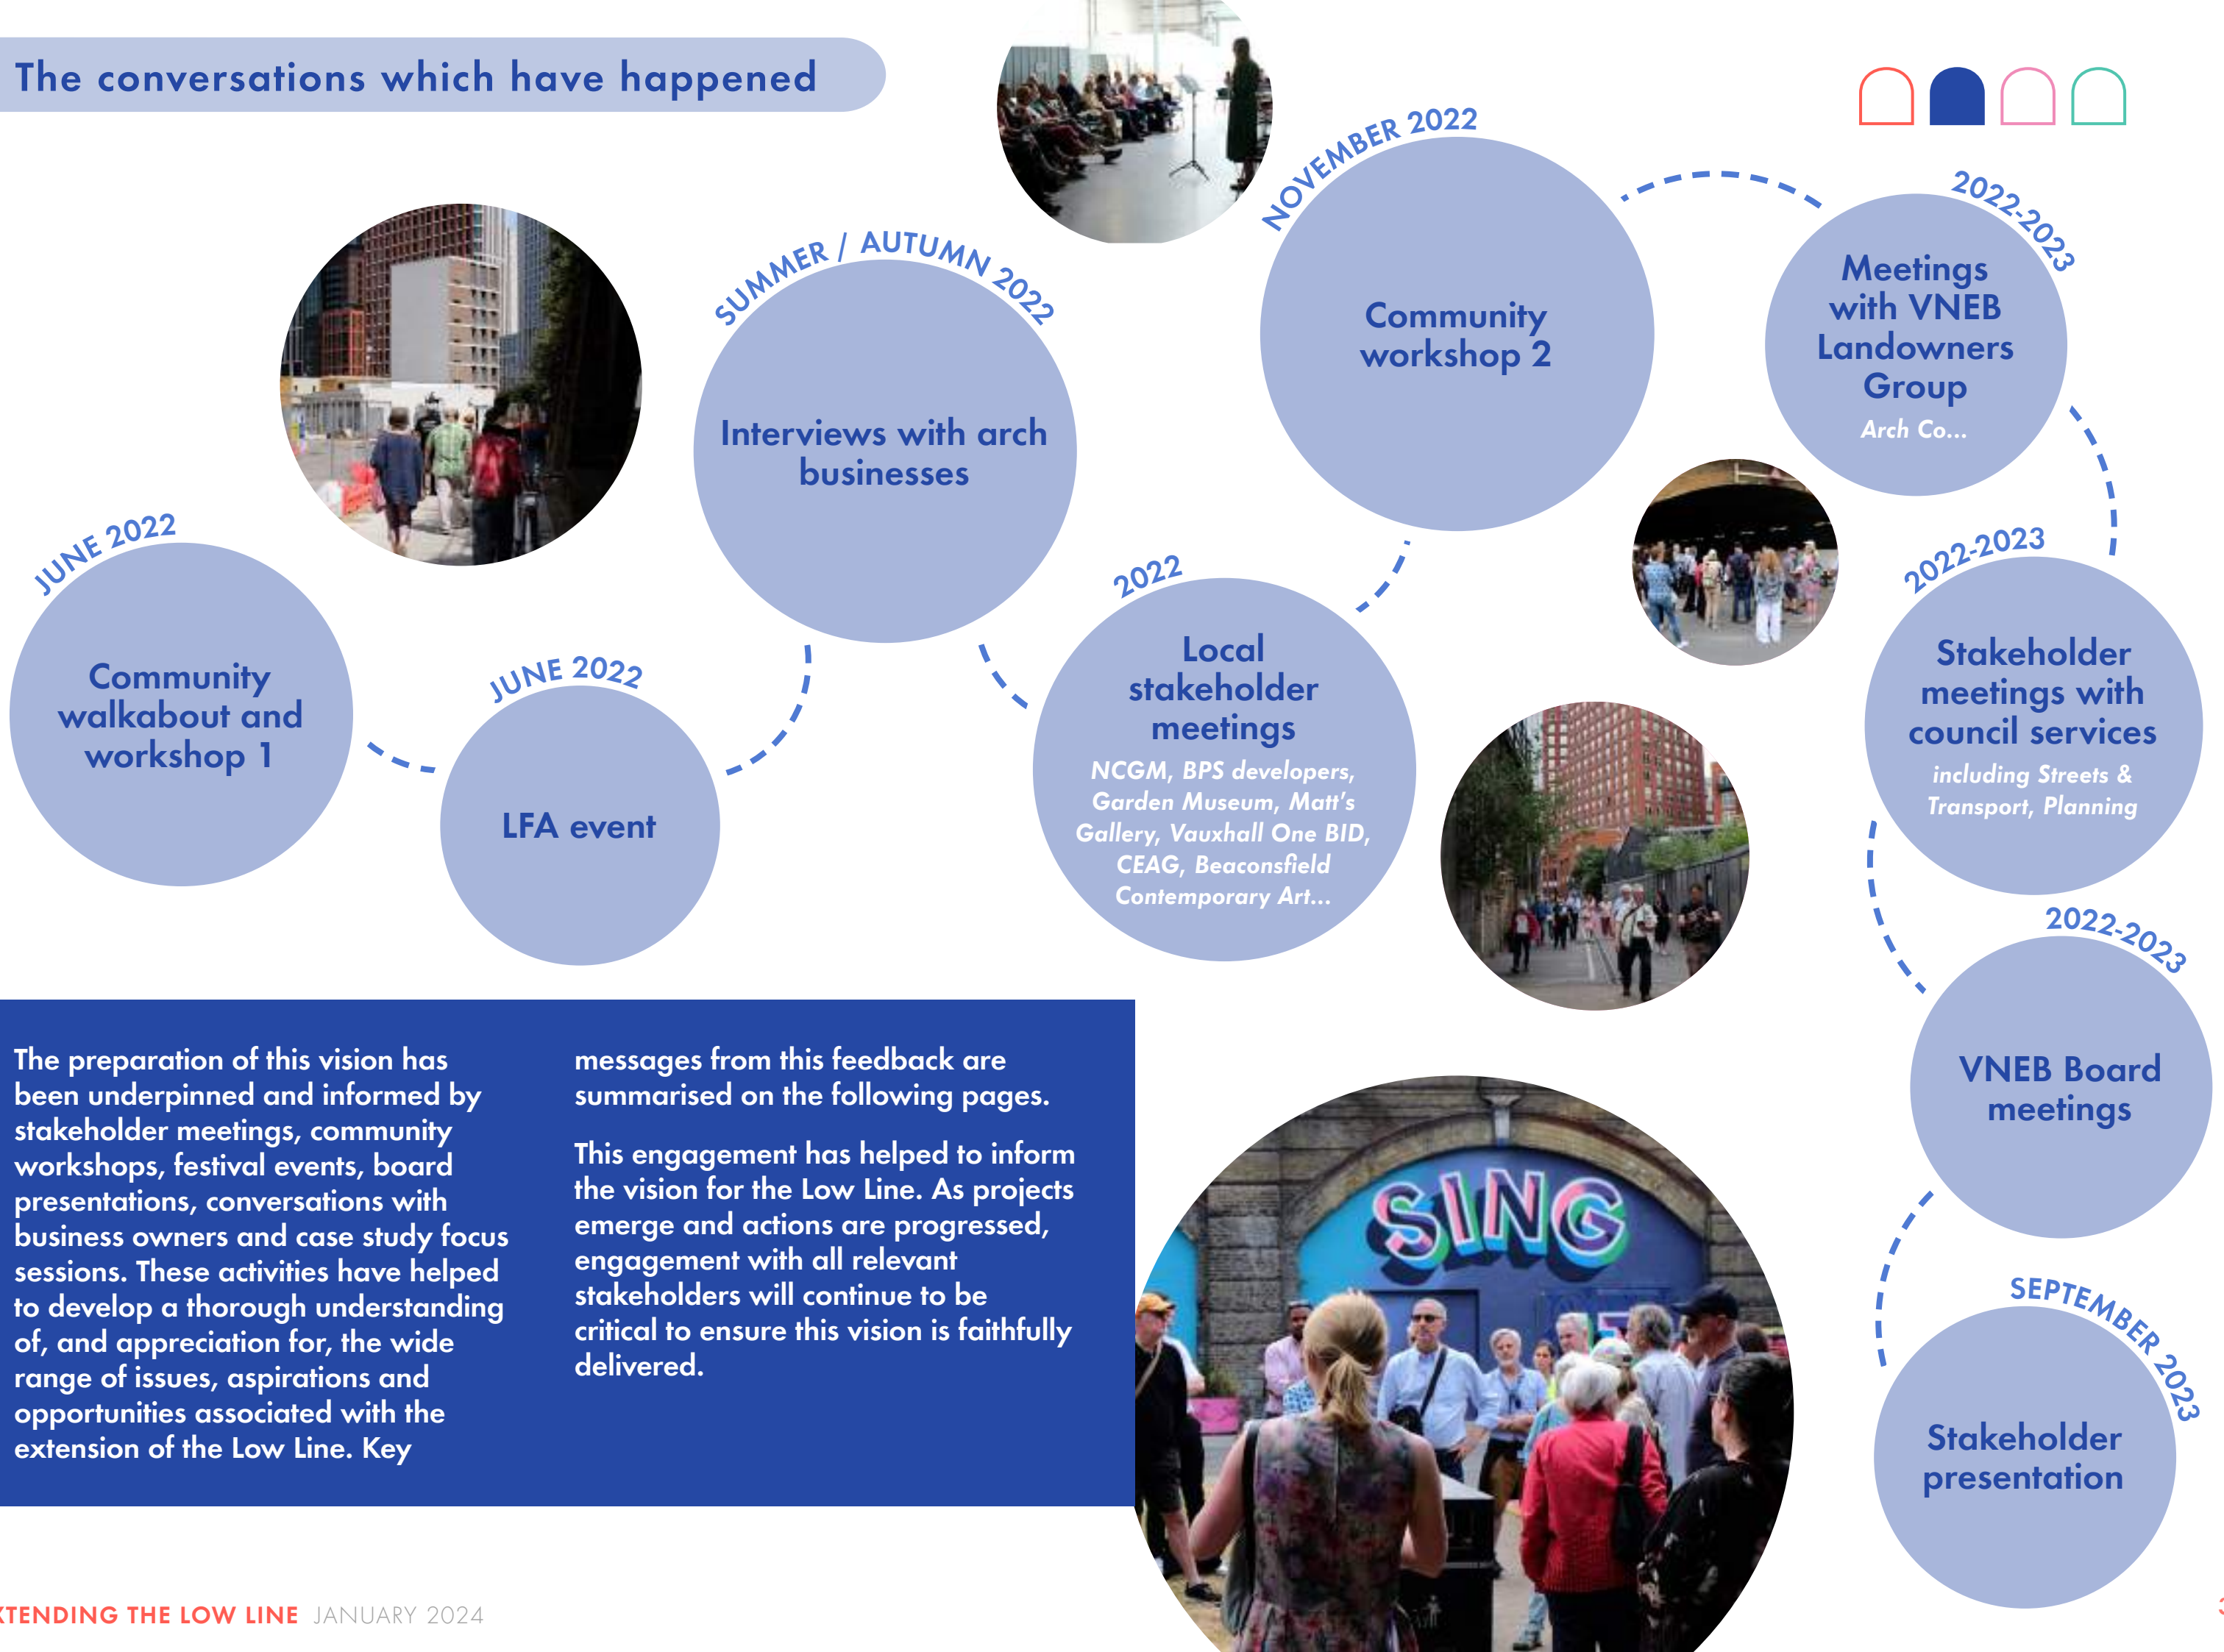 The conversations which have happened
JUNE 2022
Community
walkabout and
workshop 1
JUNE 2022
LFA event
SUMMER / AUTUMN 2022
Interviews with arch
businesses
2022
Local
stakeholder
meetings
NCGM, BPS developers,
Garden Museum, Matt’s
Gallery, Vauxhall One BID,
CEAG, Beaconsfield
Contemporary Art...
NOVEMBER 2022
Community
workshop 2
2022-2023
Meetings
with VNEB
Landowners
Group
Arch Co...
2022-2023
Stakeholder
meetings with
council services
including Streets &
Transport, Planning
2022-2023
VNEB Board
meetings
SEPTEMBER 2023
Stakeholder
presentation
The preparation of this vision has
been underpinned and informed by
stakeholder meetings, community
workshops, festival events, board
presentations, conversations with
business owners and case study focus
sessions. These activities have helped
to develop a thorough understanding
of, and appreciation for, the wide
range of issues, aspirations and
opportunities associated with the
extension of the Low Line. Key
messages from this feedback are
summarised on the following pages.
This engagement has helped to inform
the vision for the Low Line. As projects
emerge and actions are progressed,
engagement with all relevant
stakeholders will continue to be
critical to ensure this vision is faithfully
delivered.
SING
XTENDING THE LOW LINE JANUARY 2024